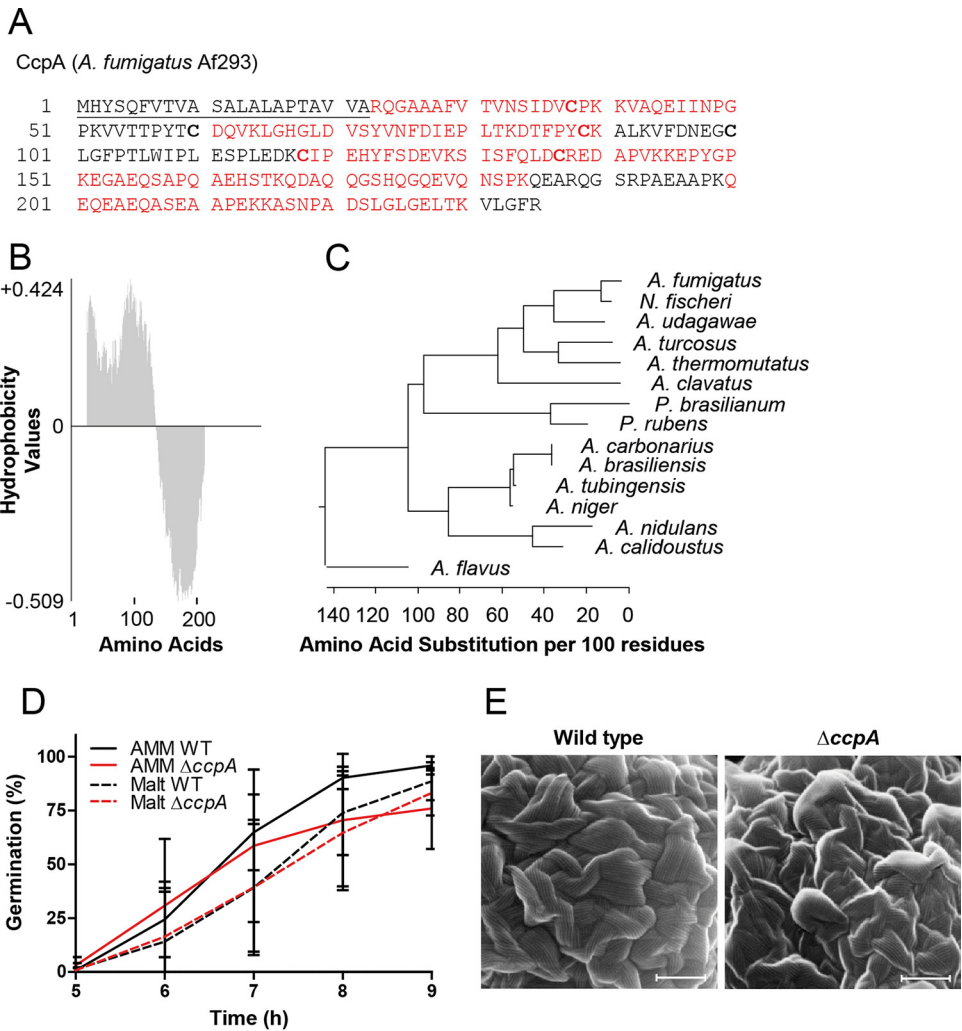 A
CcpA (A. fumigatus Af293)
1 MHYSQFVTVA SALALAPTAV VARQGAAAFV TVNSIDVCPK KVAQEIINPG
51 PKVVTTPYTC DQVKLGHGLD VSYVNFDIEP LTKDTFPYCK ALKVFDNEGC
101 LGFPTLWIPL ESPLEDKCIP EHYFSDEVKS ISFQLDCRED APVKKEPYGP
151 KEGAEQSAPQ AEHSTKQDAQ QGSHQGQEVQ NSPKQEARQG SRPAEAAPKQ
201 EQEAEQASEA APEKKASNPA DSLGLGELTK VLGFR
B
+0.424
0
-0.509
Hydrophobicity
Values
1 100 200
Amino Acids
C
A. fumigatus
N. fischeri
A. udagawae
A. turcosus
A. thermomutatus
A. clavatus
P. brasilianum
P. rubens
A. carbonarius
A. brasiliensis
A. tubingensis
A. niger
A. nidulans
A. calidoustus
A. flavus
140 120 100 80 60 40 20 0
Amino Acid Substitution per 100 residues
D
AMM WT
AMM ΔccpA
Malt WT
Malt ΔccpA
100
75
50
25
0
Germination (%)
5 6 7 8 9
Time (h)
E
Wild type
ΔccpA